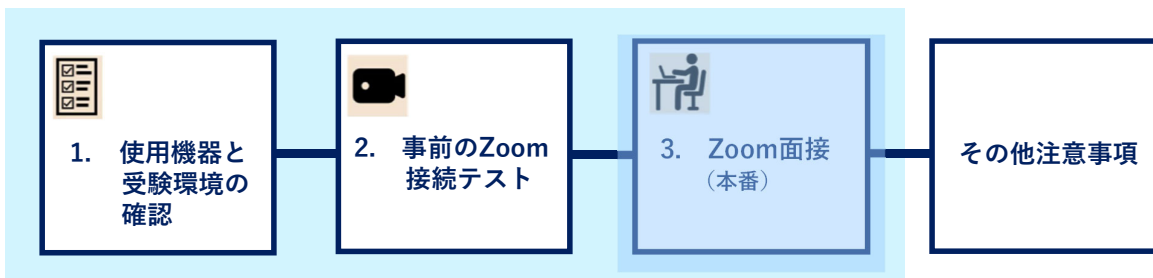 1. 使用機器と
受験環境の
確認
2. 事前のZoom
接続テスト
3. Zoom面接
（本番）
その他注意事項